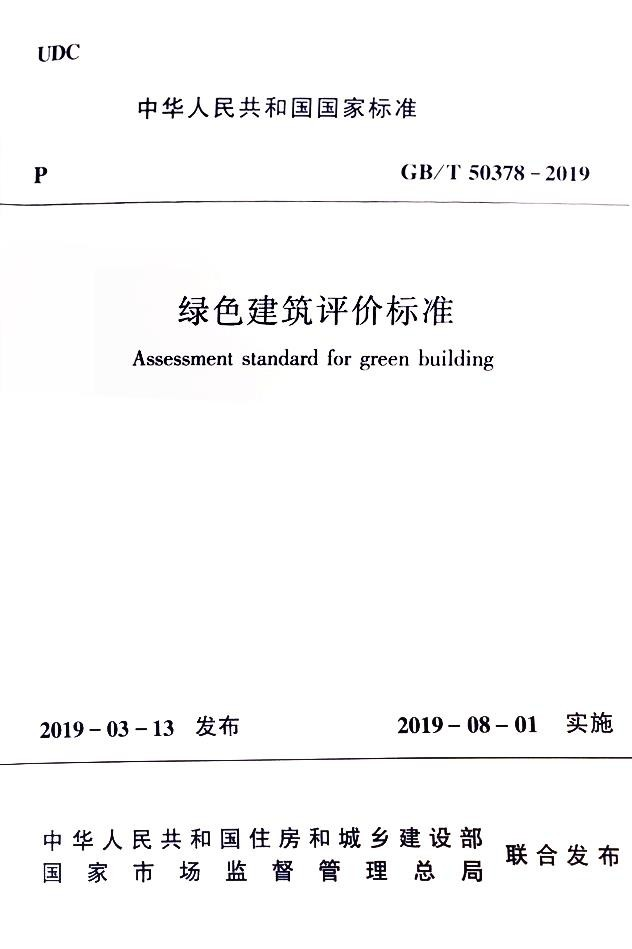 UDC
中华人民共和国国家标准
P
GB/T 50378-2019
绿色建筑评价标准
Assessment standard for green building
2019-03-13 发布
2019-08-01 实施
中华人民共和国住房和城乡建设部
国家市场监督管理总局
联合发布